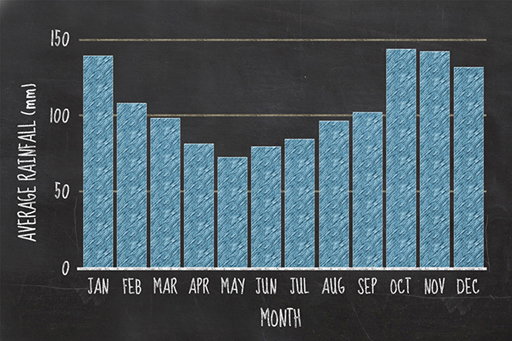 AVERAGE RAINFALL (mm)
150
100
50
0
JAN FEB MAR APR MAY JUN JUL AUG SEP OCT NOV DEC
MONTH